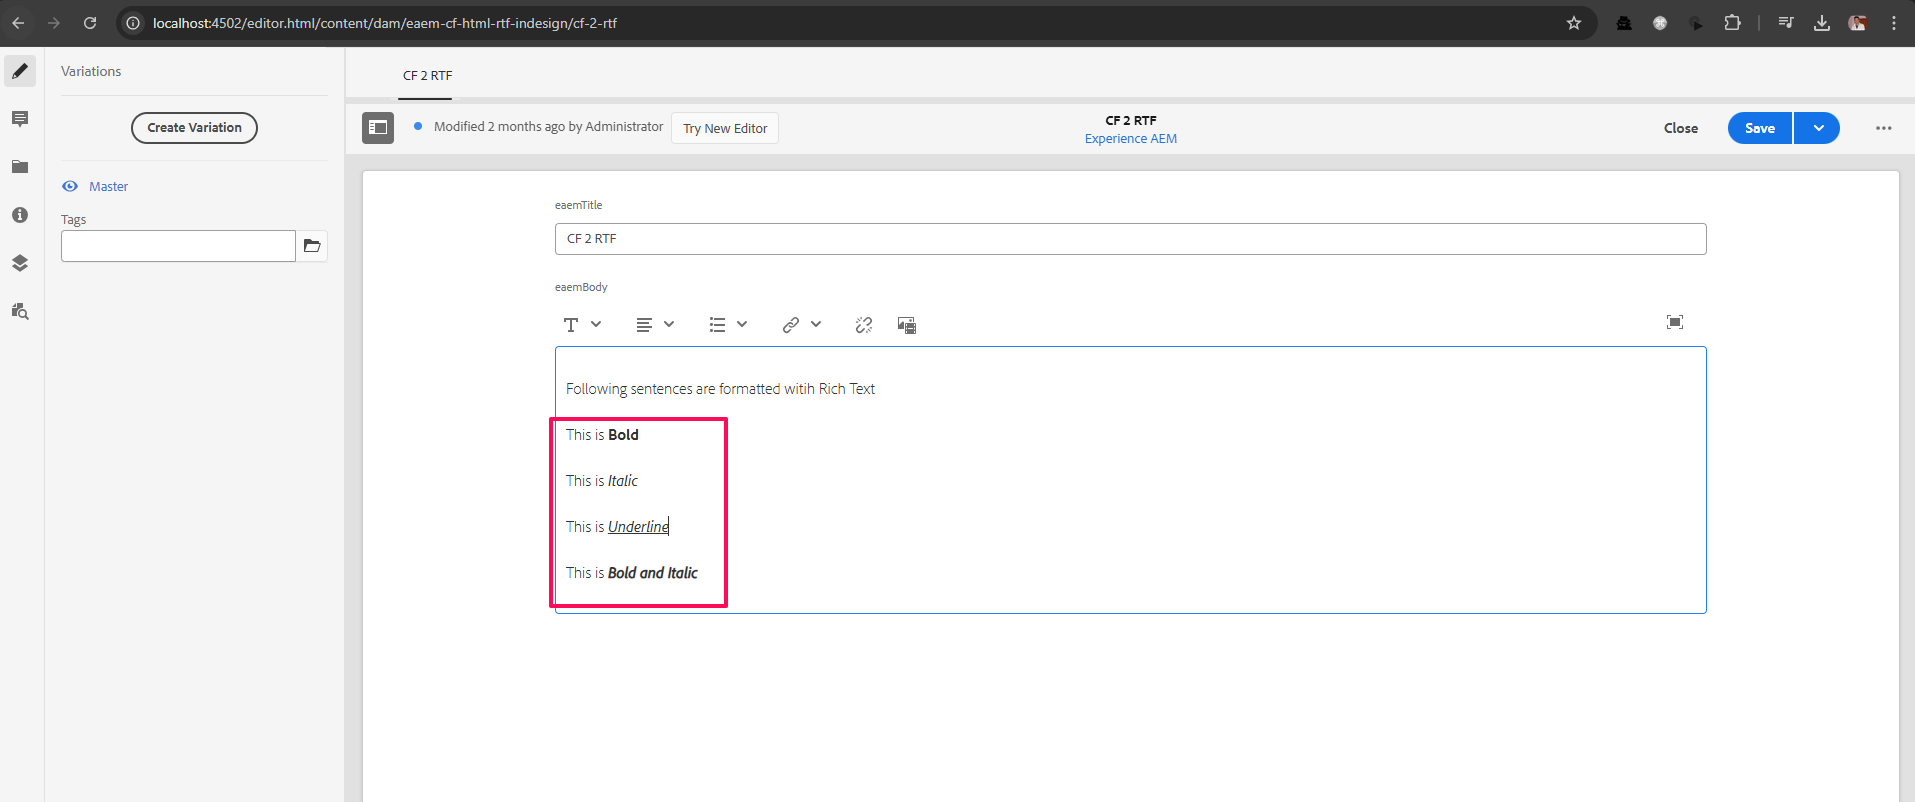 localhost:4502/editor.html/content/dam/eaem-cf-html-rtf-indesign/cf-2-rtf
Variations
CF 2 RTF
Create Variation
Modified 2 months ago by Administrator
Try New Editor
CF 2 RTF
Experience AEM
Close
Save
Master
Tags
eaemTitle
CF 2 RTF
eaemBody
Following sentences are formatted witih Rich Text
This is Bold
This is Italic
This is Underline
This is Bold and Italic